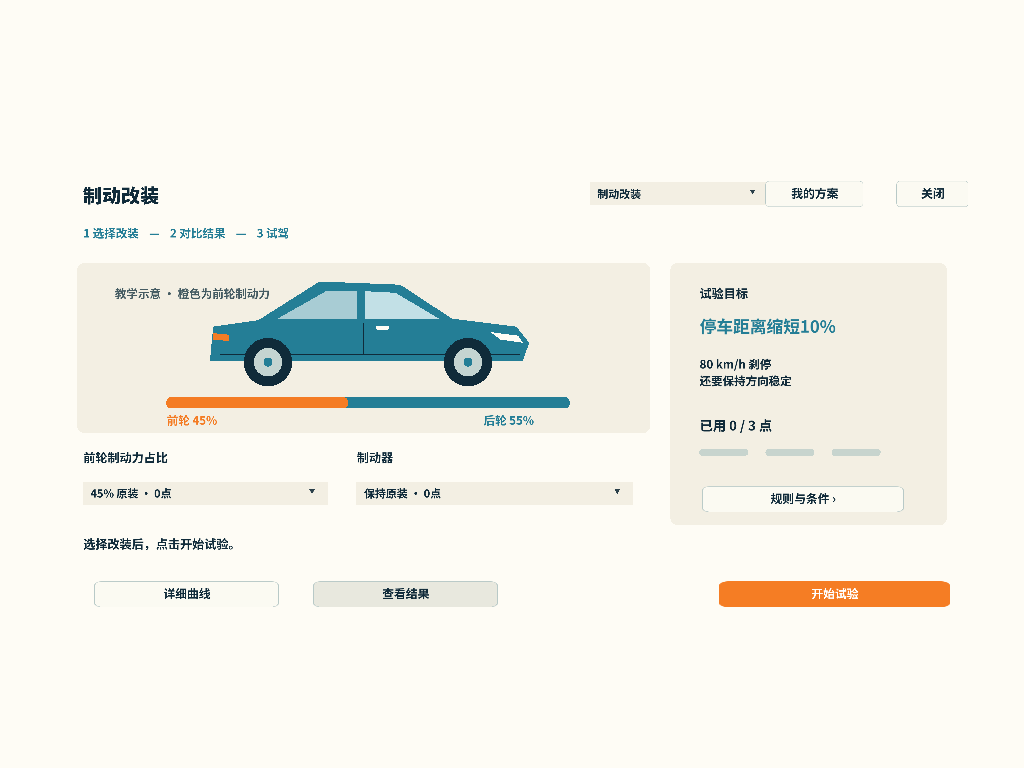 制动改装
制动改装
我的方案
关闭
1 选择改装 — 2 对比结果 — 3 试驾
教学示意 · 橙色为前轮制动力
前轮 45%
后轮 55%
试验目标
停车距离缩短10%
80 km/h 刹停
还要保持方向稳定
已用 0 / 3 点
规则与条件 ›
前轮制动力占比
制动器
45% 原装 · 0点
保持原装 · 0点
选择改装后，点击开始试验。
详细曲线
查看结果
开始试验